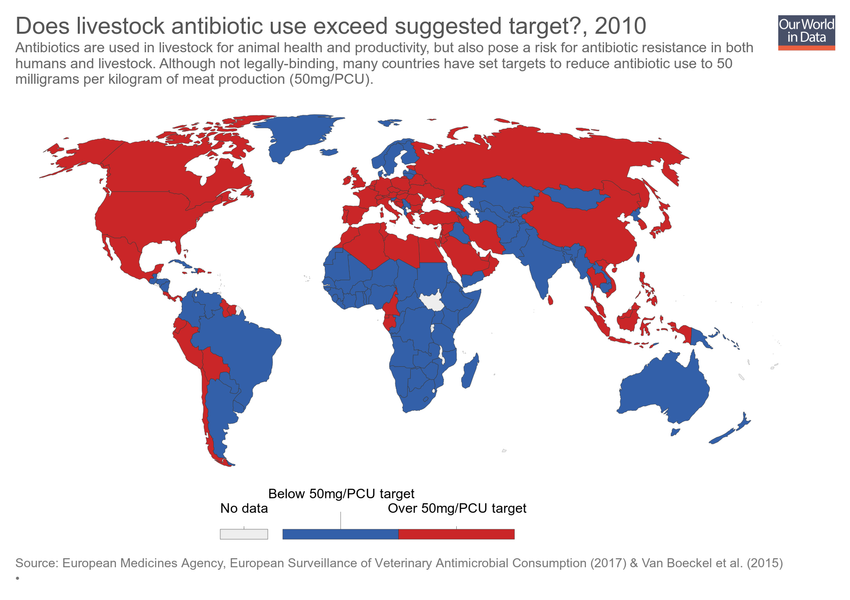 Does livestock antibiotic use exceed suggested target?, 2010
Our World
in Data
Antibiotics are used in livestock for animal health and productivity, but also pose a risk for antibiotic resistance in both
humans and livestock. Although not legally-binding, many countries have set targets to reduce antibiotic use to 50
milligrams per kilogram of meat production (50mg/PCU).
Below 50mg/PCU target
No data
Over 50mg/PCU target
Source: European Medicines Agency, European Surveillance of Veterinary Antimicrobial Consumption (2017) & Van Boeckel et al. (2015)
•